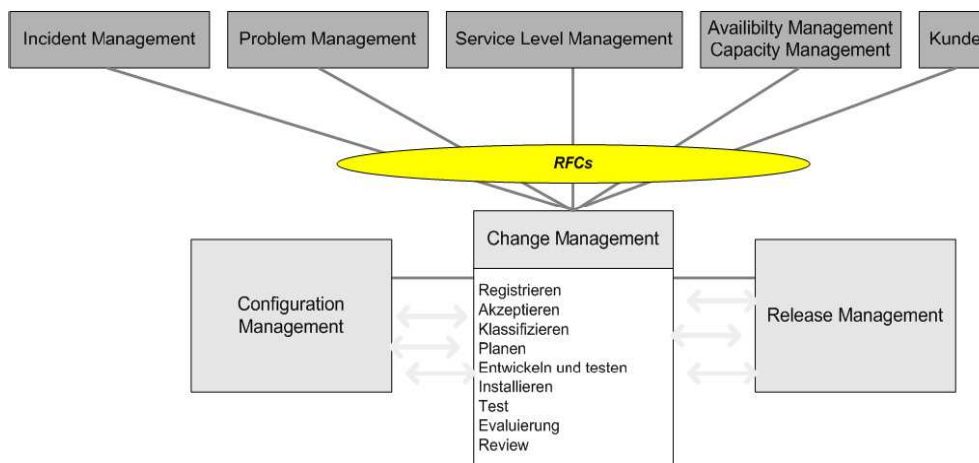 Incident Management
Problem Management
Service Level Management
Availibilty Management
Capacity Management
Kunde
RFCs
Change Management
Configuration
Management
Release Management
Registrieren
Akzeptieren
Klassifizieren
Planen
Entwickeln und testen
Installieren
Test
Evaluierung
Review